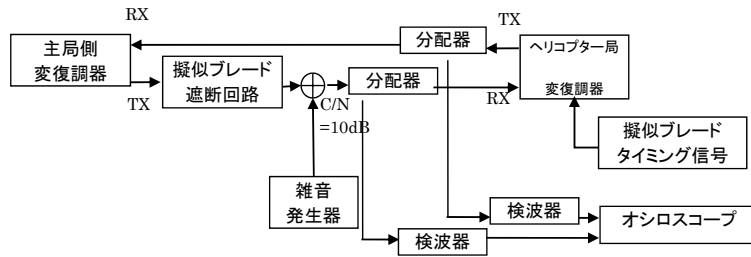 RX
TX
分配器
ヘリコプター局
変復調器
主局側
変復調器
TX
擬似ブレード
遮断回路
C/N
=10dB
分配器
RX
擬似ブレード
タイミング信号
雑音
発生器
検波器
検波器
オシロスコープ